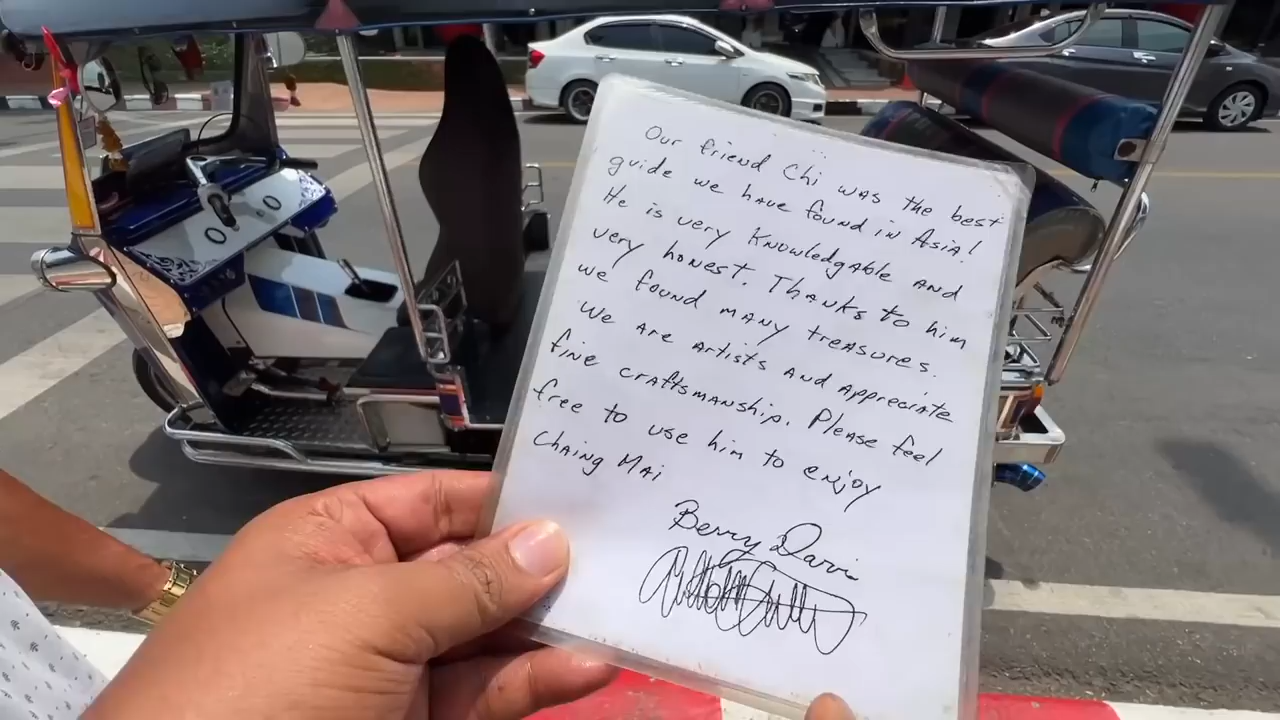 Our friend Chi was the best
guide we have found in Asia!
He is very Knowledgable and
very honest. Thanks to him
we found many treasures.
We are artists and appreciate
fine craftsmanship. Please feel
free to use him to enjoy
Chaing Mai
Berry